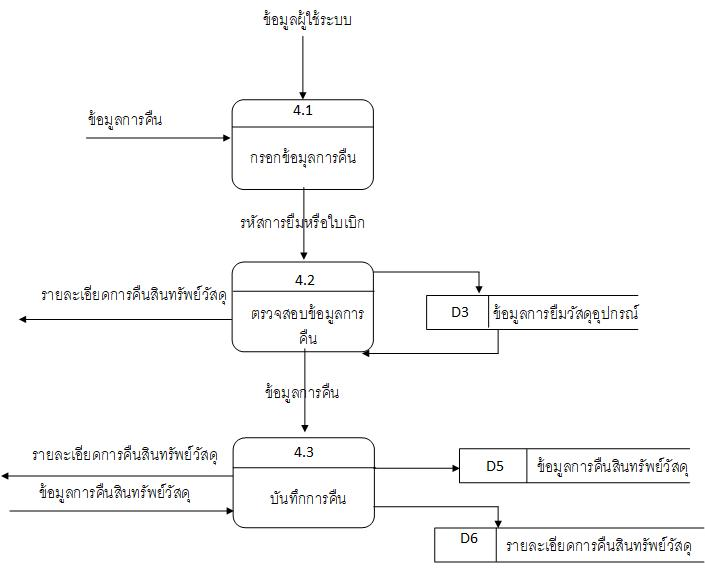 ข้อมูลผู้ใช้ระบบ
4.1
ข้อมูลการคืน
กรอกข้อมุลการคืน
รหัสการยืมหรือใบเบิก
4.2
รายละเอียดการคืนสินทรัพย์วัสดุ
ตรวจสอบข้อมูลการ
คืน
D3
ข้อมูลการยืมวัสดุอุปกรณ์
ข้อมูลการคืน
4.3
รายละเอียดการคืนสินทรัพย์วัสดุ
D5
ข้อมูลการคืนสินทรัพย์วัสดุ
ข้อมูลการคืนสินทรัพย์วัสดุ
บันทึกการคืน
D6
รายละเอียดการคืนสินทรัพย์วัสดุ